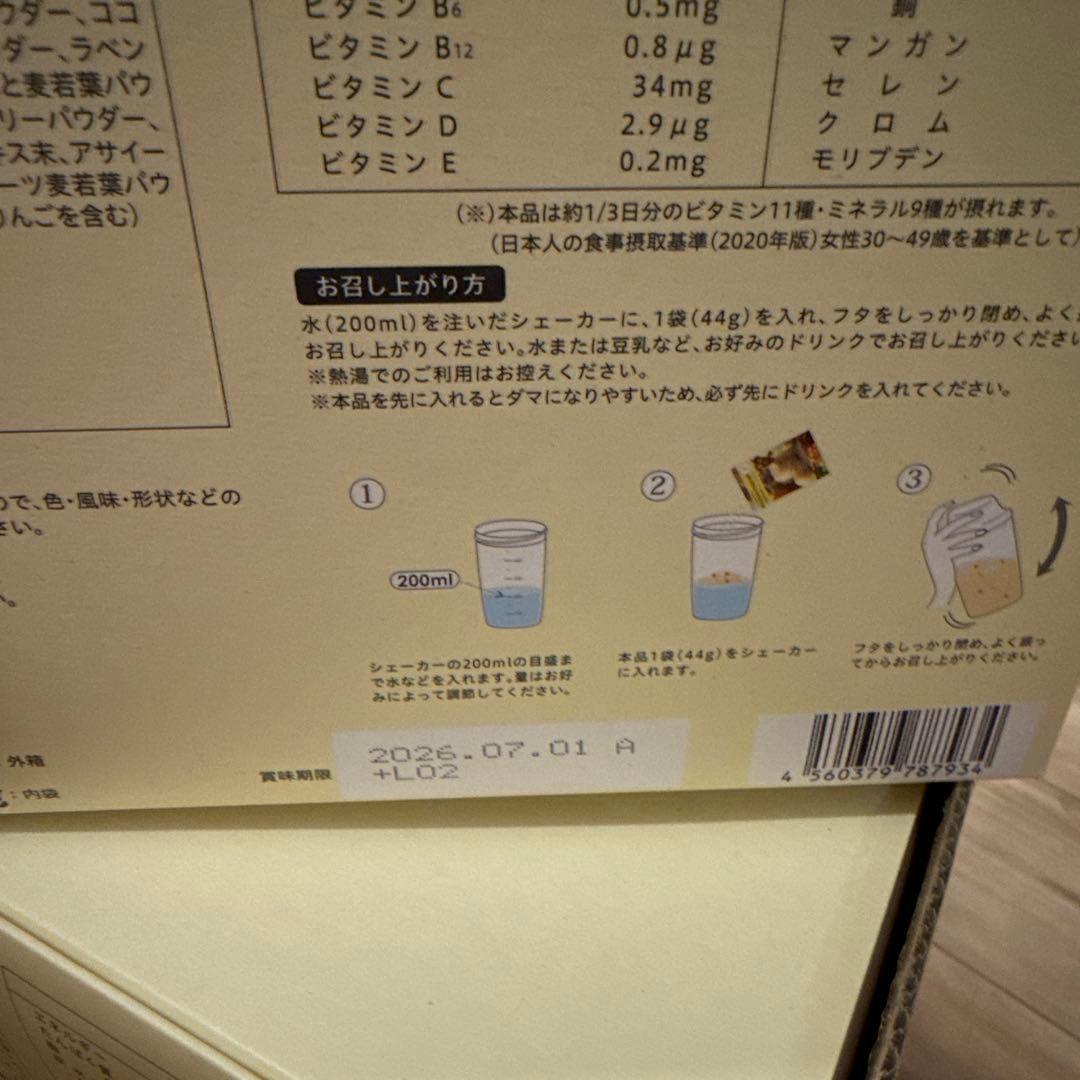 ウダー、ココ
ダー、ラベン
と麦若葉パウ
リーパウダー、
キス末、アサイー
ーツ麦若葉パウ
りんごを含む)
ビタミン B6 0.5mg
ビタミン B12 0.8μg
ビタミン C 34mg
ビタミン D 2.9μg
ビタミン E 0.2mg
銅
マンガン
セレン
クロム
モリブデン
(※)本品は約1/3日分のビタミン11種・ミネラル9種が摂れます。
(日本人の食事摂取基準(2020年版)女性30～49歳を基準として)
お召し上がり方
水(200ml)を注いだシェーカーに、1袋(44g)を入れ、フタをしっかり閉め、よく
お召し上がりください。水または豆乳など、お好みのドリンクでお召し上がりくださ
※熱湯でのご利用はお控えください。
※本品を先に入れるとダマになりやすいため、必ず先にドリンクを入れてください。
ので、色・風味・形状などの
さい。
い。
1
200ml
シェーカーの200mlの目盛ま
で水などを入れます。量はお好
みによって調節してください。
2
本品1袋(44g)をシェーカー
に入れます。
3
フタをしっかり閉め、よく振っ
てからお召し上がりください。
:外箱
:内袋
賞味期限
2026.07.01 A
+L02
4 560379 787934